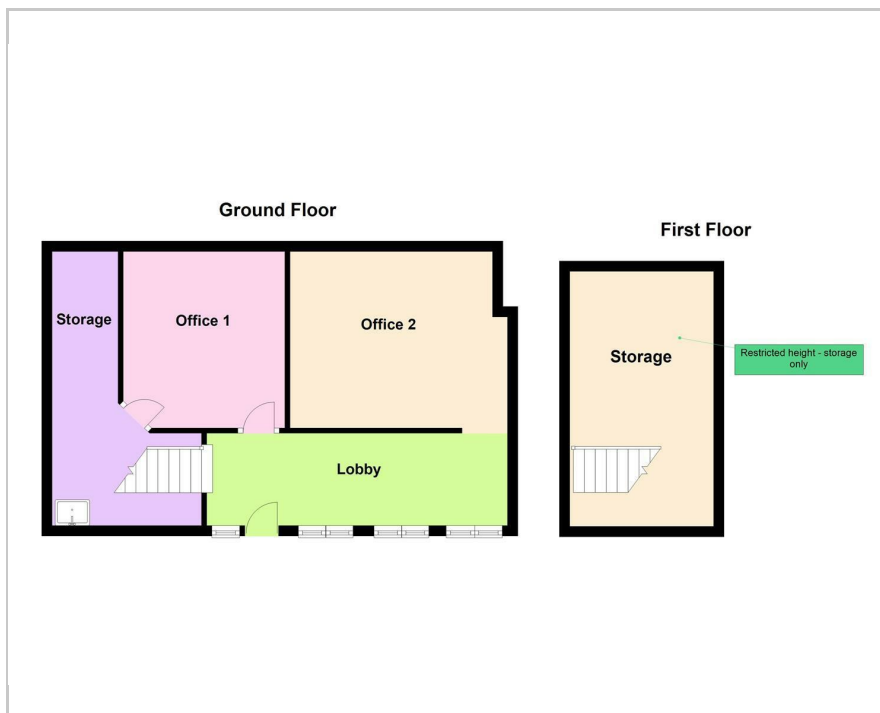 Ground Floor
First Floor
Storage
Office 1
Office 2
Storage
Restricted height - storage
only
Lobby